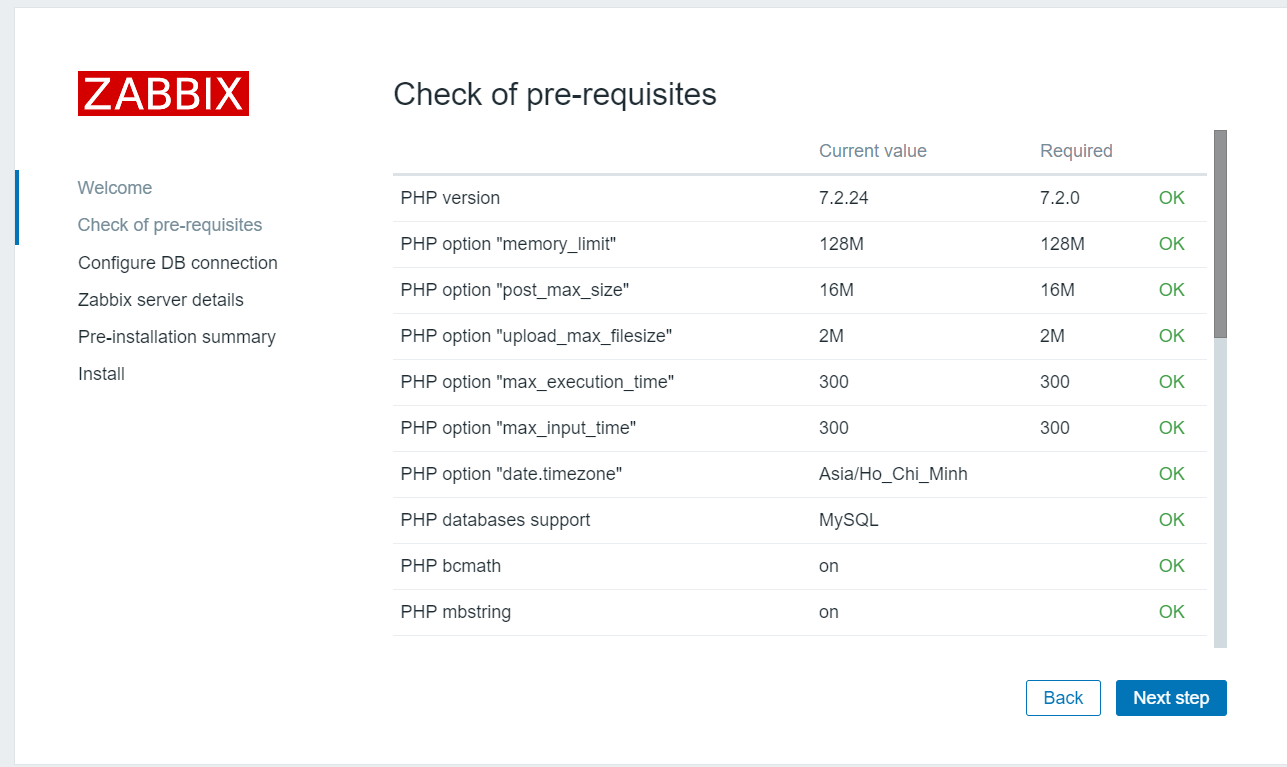 ZABBIX
Welcome
Check of pre-requisites
Configure DB connection
Zabbix server details
Pre-installation summary
Install
Check of pre-requisites
Current value Required
PHP version 7.2.24 7.2.0 OK
PHP option "memory_limit" 128M 128M OK
PHP option "post_max_size" 16M 16M OK
PHP option "upload_max_filesize" 2M 2M OK
PHP option "max_execution_time" 300 300 OK
PHP option "max_input_time" 300 300 OK
PHP option "date.timezone" Asia/Ho_Chi_Minh OK
PHP databases support MySQL OK
PHP bcmath on OK
PHP mbstring on OK
Back Next step